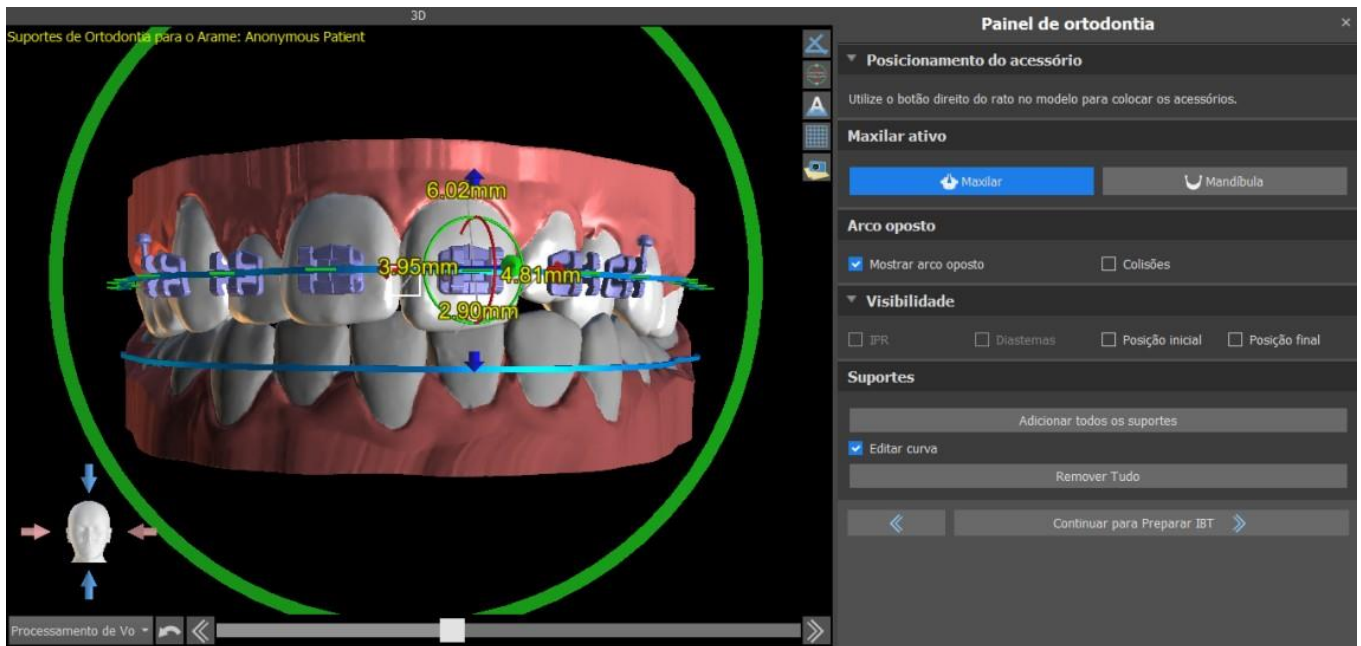 3D
Suportes de Ortodontia para o Arame: Anonymous Patient
A
6.02mm
3.95mm
4.81mm
2.90mm
Processamento de Vo
Painel de ortodontia
Posicionamento do acessório
Utilize o botão direito do rato no modelo para colocar os acessórios.
Maxilar ativo
Maxilar Mandíbula
Arco oposto
Mostrar arco oposto Colisões
Visibilidade
IPR Diastemas Posição inicial Posição final
Suportes
Adicionar todos os suportes
Editar curva
Remover Tudo
Continuar para Preparar IBT